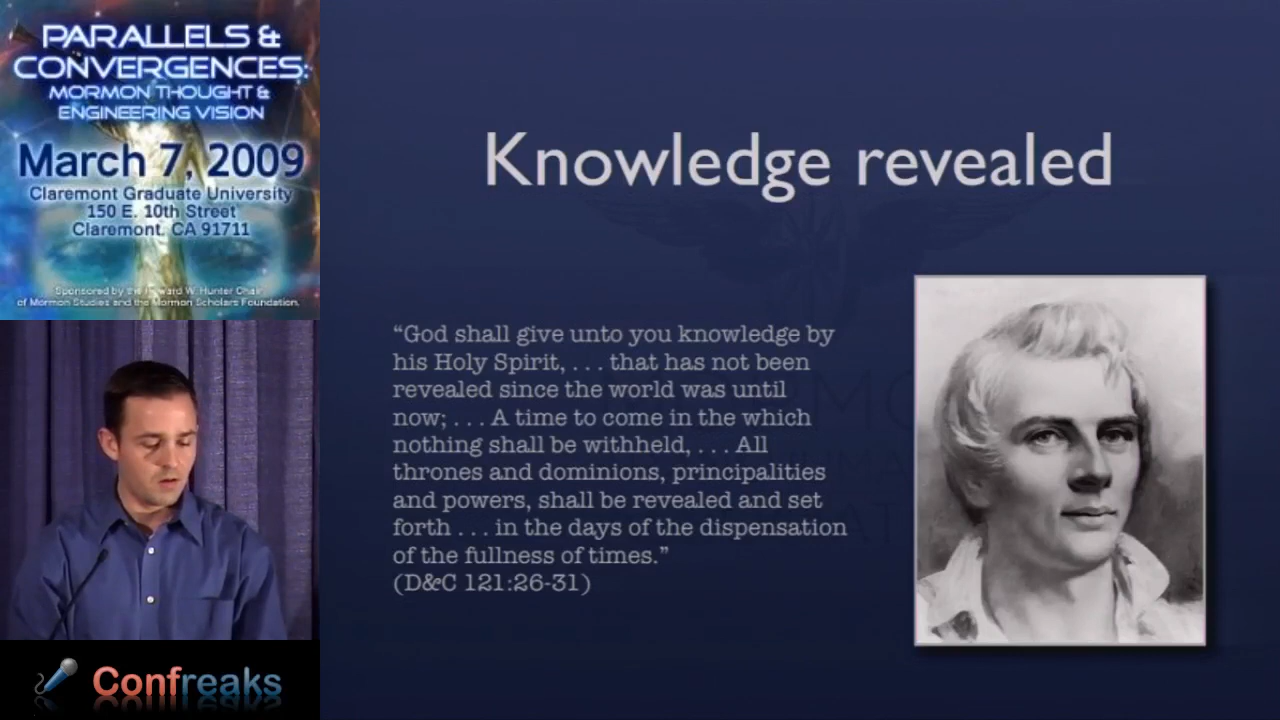 PARALLELS &
CONVERGENCES:
MORMON THOUGHT &
ENGINEERING VISION
March 7, 2009
Claremont Graduate University
150 E. 10th Street
Claremont, CA 91711
Sponsored by the Howard W. Hunter Chair
of Mormon Studies and the Mormon Scholars Foundation.
Confreaks
Knowledge revealed
“God shall give unto you knowledge by
his Holy Spirit, . . . that has not been
revealed since the world was until
now; . . . A time to come in the which
nothing shall be withheld, . . . All
thrones and dominions, principalities
and powers, shall be revealed and set
forth . . . in the days of the dispensation
of the fullness of times.”
(D&C 121:26-31)